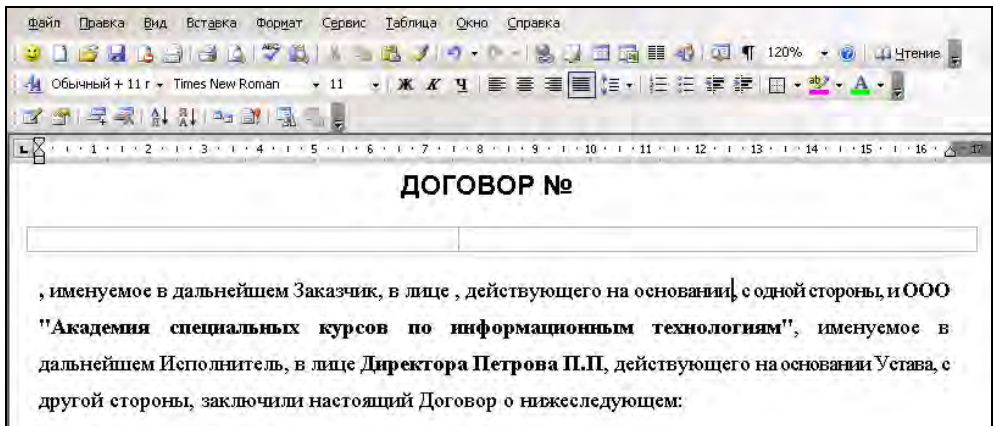 Файл Правка Вид Вставка Формат Сервис Таблица Окно Справка
120% Чтение
Обычный + 11 г Times New Roman 11 Ж К Ч
1 2 3 4 5 6 7 8 9 10 11 12 13 14 15 16 17
ДОГОВОР №
, именуемое в дальнейшем Заказчик, в лице , действующего на основании, с одной стороны, и ООО
"Академия специальных курсов по информационным технологиям", именуемое в
дальнейшем Исполнитель, в лице Директора Петрова П.П, действующего на основании Устава, с
другой стороны, заключили настоящий Договор о нижеследующем: